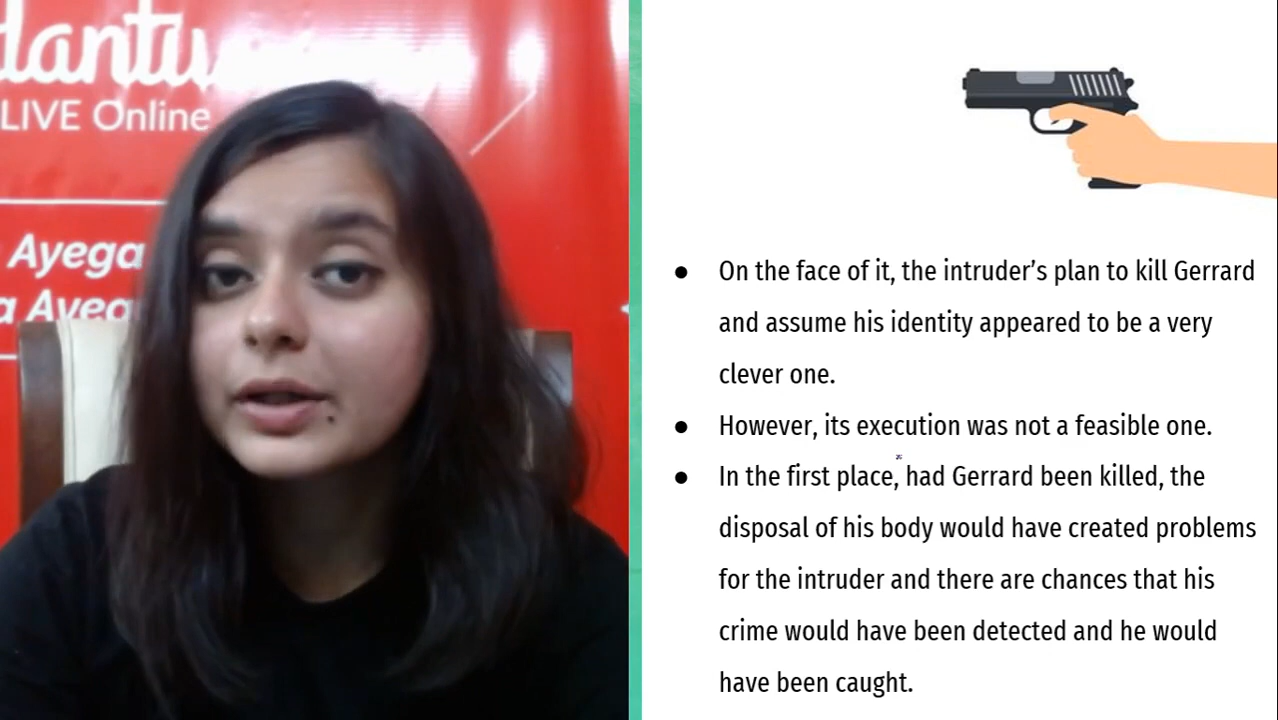 dantu
LIVE Online
Ayega
a Ayega
On the face of it, the intruder’s plan to kill Gerrard
and assume his identity appeared to be a very
clever one.
However, its execution was not a feasible one.
In the first place, had Gerrard been killed, the
disposal of his body would have created problems
for the intruder and there are chances that his
crime would have been detected and he would
have been caught.